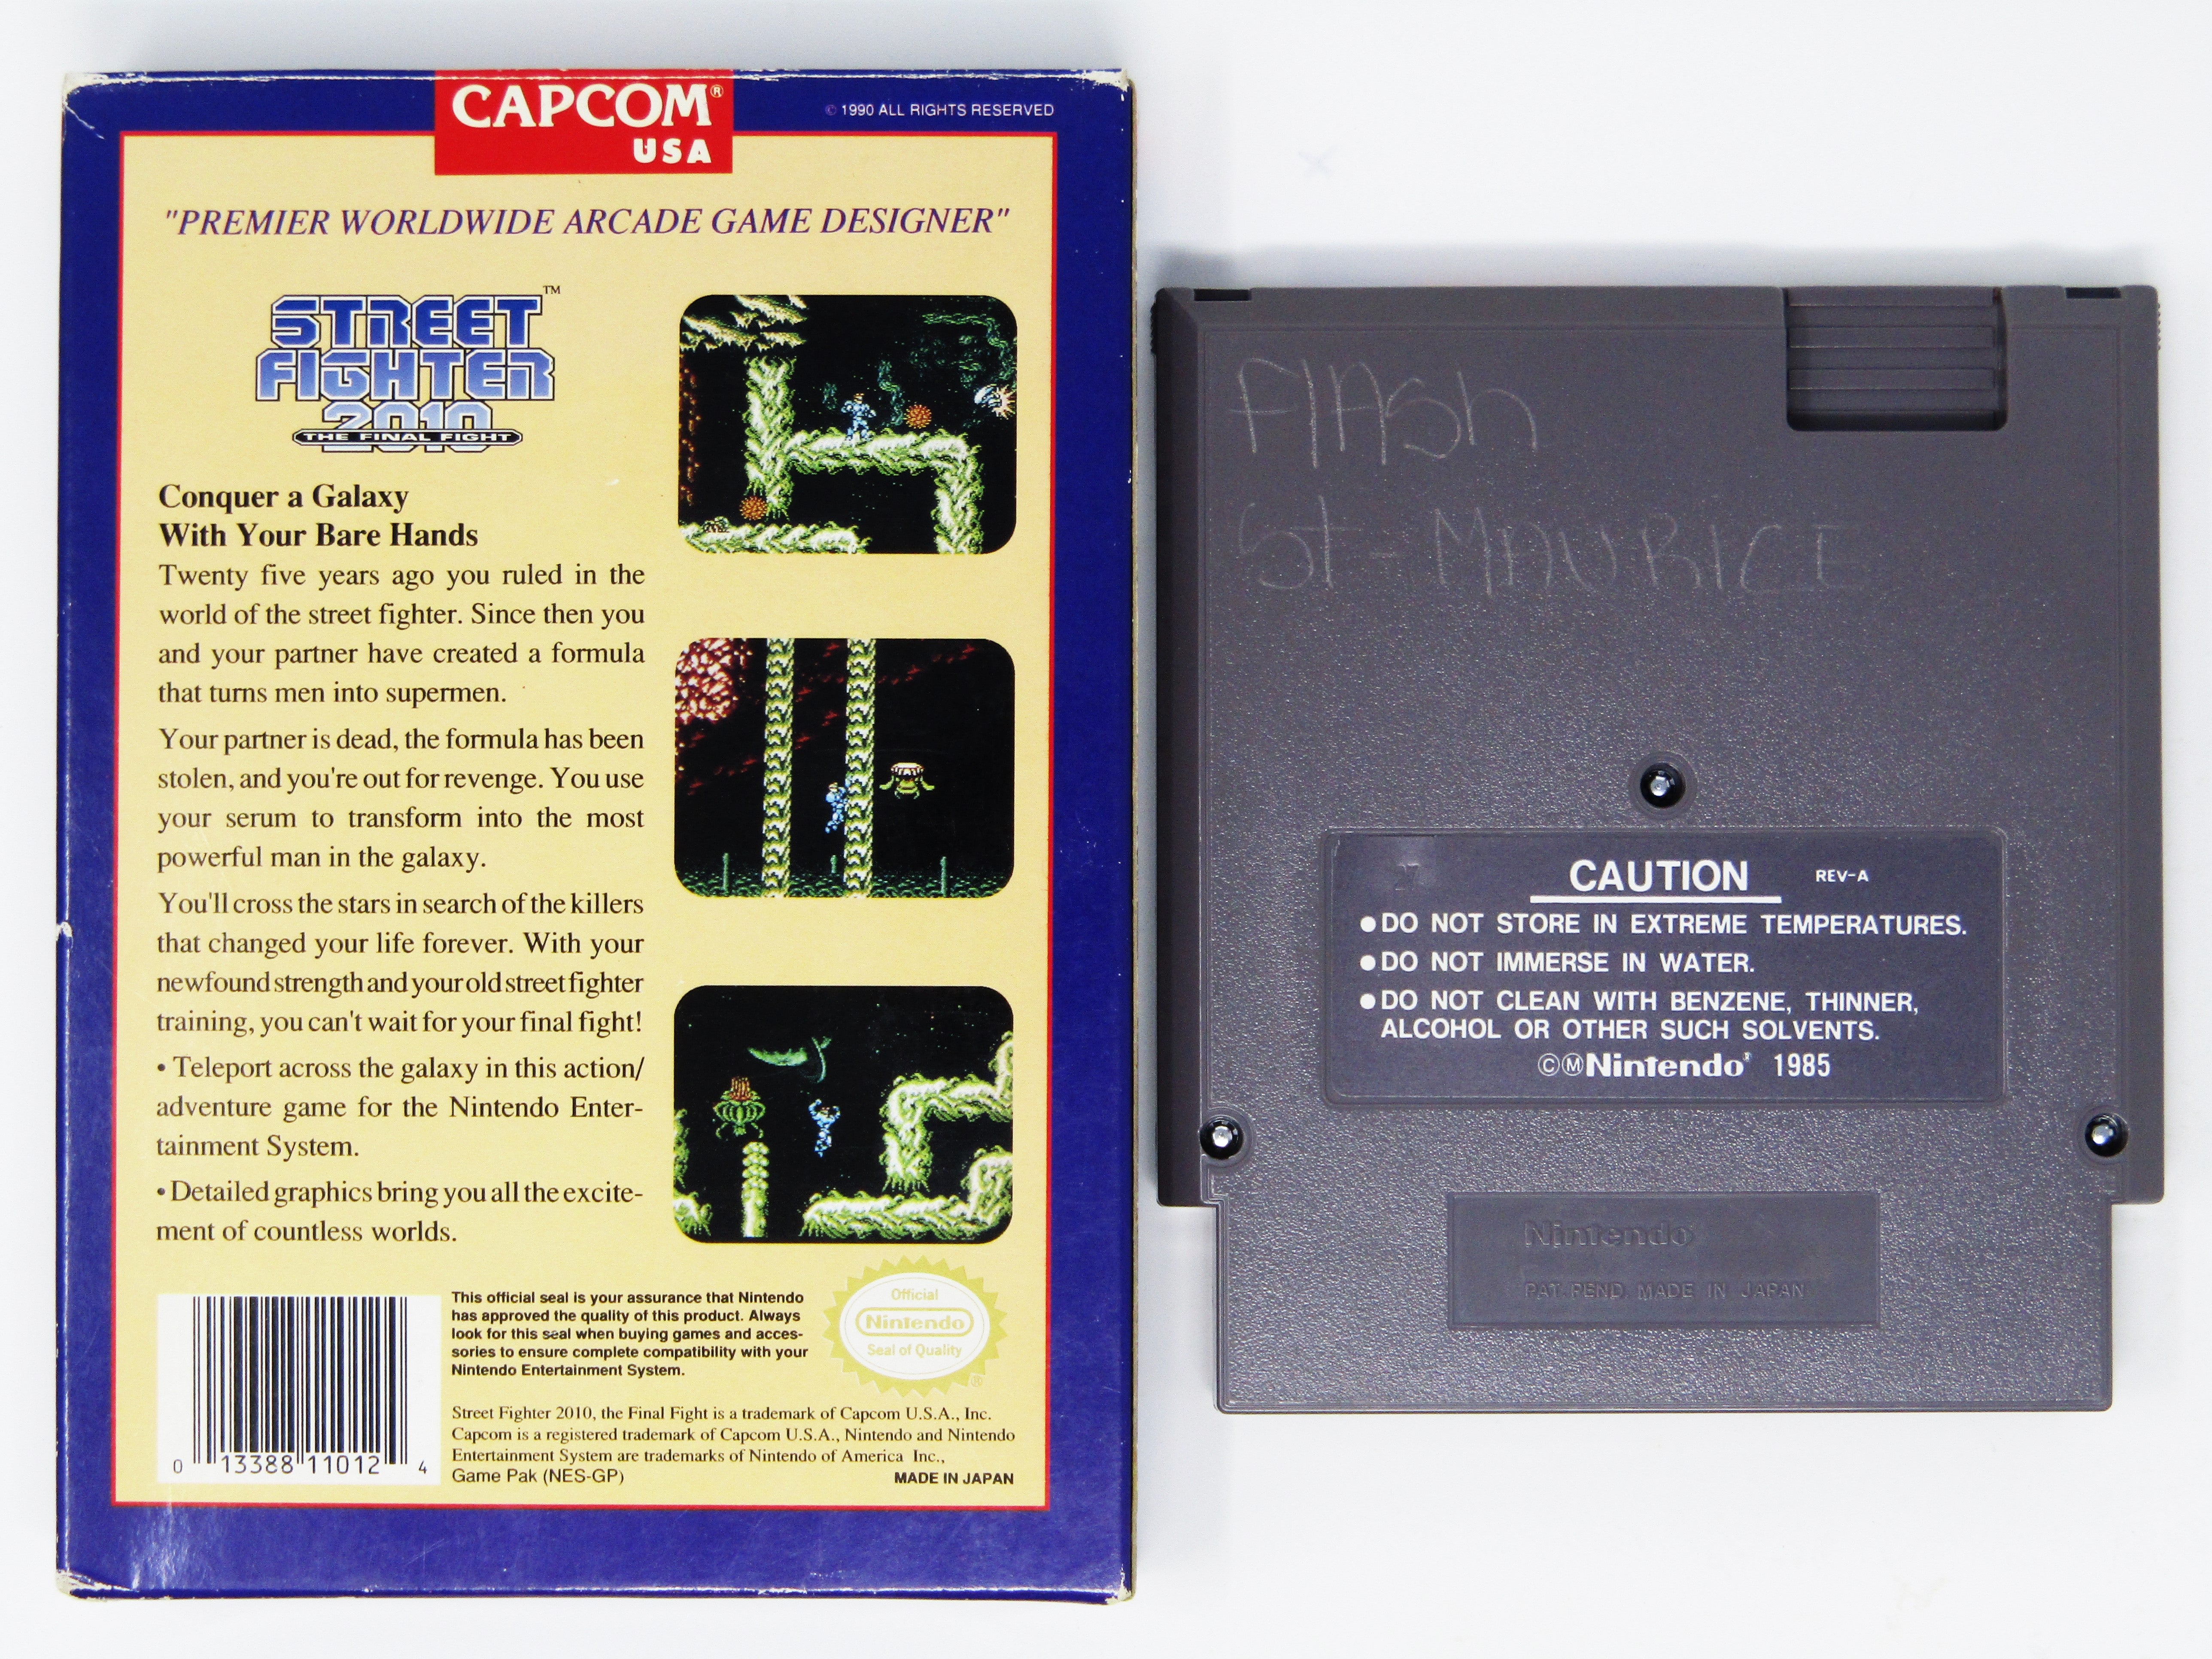 CAPCOM®
USA
© 1990 ALL RIGHTS RESERVED
"PREMIER WORLDWIDE ARCADE GAME DESIGNER"
STREET™
FIGHTER
2010
THE FINAL FIGHT
Conquer a Galaxy
With Your Bare Hands
Twenty five years ago you ruled in the
world of the street fighter. Since then you
and your partner have created a formula
that turns men into supermen.
Your partner is dead, the formula has been
stolen, and you're out for revenge. You use
your serum to transform into the most
powerful man in the galaxy.
You'll cross the stars in search of the killers
that changed your life forever. With your
newfound strength and your old street fighter
training, you can't wait for your final fight!
• Teleport across the galaxy in this action/
adventure game for the Nintendo Enter-
tainment System.
• Detailed graphics bring you all the excite-
ment of countless worlds.
This official seal is your assurance that Nintendo
has approved the quality of this product. Always
look for this seal when buying games and acces-
sories to ensure complete compatibility with your
Nintendo Entertainment System.
Official
Nintendo
Seal of Quality
®
Street Fighter 2010, the Final Fight is a trademark of Capcom U.S.A., Inc.
Capcom is a registered trademark of Capcom U.S.A., Nintendo and Nintendo
Entertainment System are trademarks of Nintendo of America Inc.,
Game Pak (NES-GP)
MADE IN JAPAN
0 13388 11012 4
FlASh
St-MAURICE
CAUTION REV-A
●DO NOT STORE IN EXTREME TEMPERATURES.
●DO NOT IMMERSE IN WATER.
●DO NOT CLEAN WITH BENZENE, THINNER,
ALCOHOL OR OTHER SUCH SOLVENTS.
©ⓂNintendo® 1985
Nintendo
PAT. PEND. MADE IN JAPAN